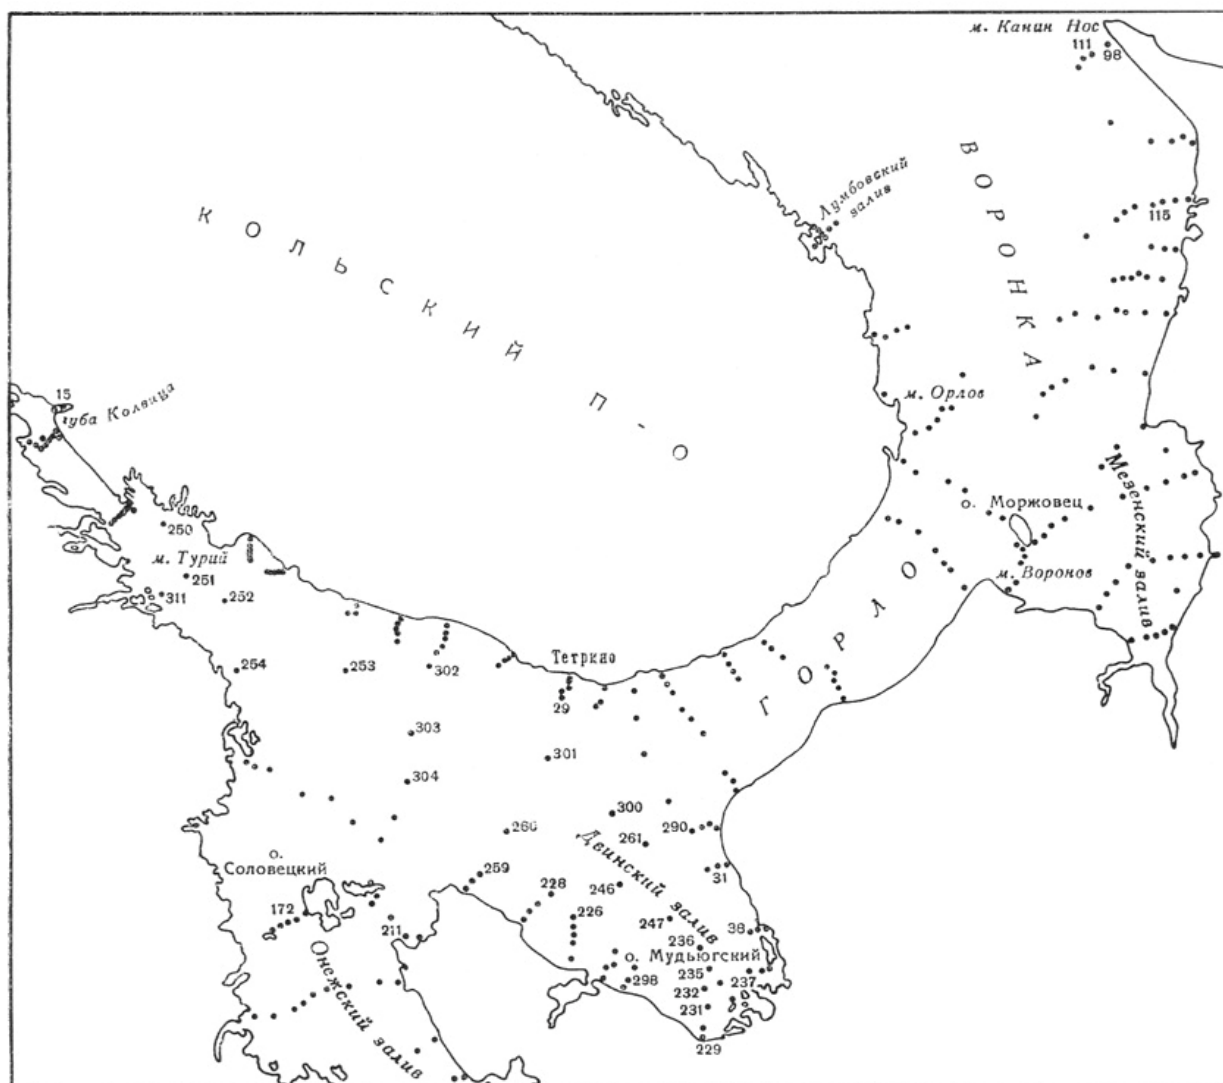 м. Канин Нос
111
98
ВОРОНКА
Лумбовский
залив
115
КОЛЬСКИЙ П-О
15
губа Колвица
м. Орлов
Мезенский залив
о. Моржовец
250
м. Турий
251
м. Воронов
311
252
ГОРЛО
Тетрино
254
253
302
29
303
301
304
300
260
261
290
Двинский залив
о.
Соловецкий
259
31
228
246
172
226
247
38
211
236
Онежский залив
о. Мудьюгский
235
298
232
237
231
229